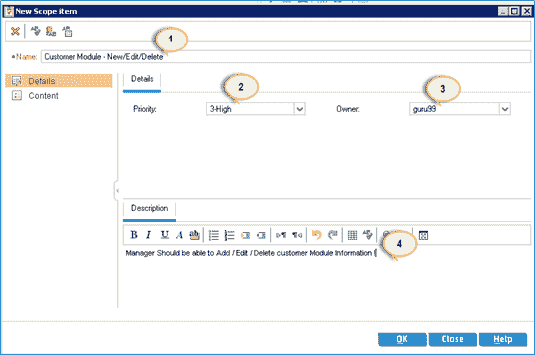 New Scope item
1
*Name: Customer Module - New/Edit/Delete
Details
Content
Details
2
3
Priority: 3-High Owner: guru99
Description
B I U A ab
4
Manager Should be able to Add / Edit / Delete customer Module Information
OK Close Help